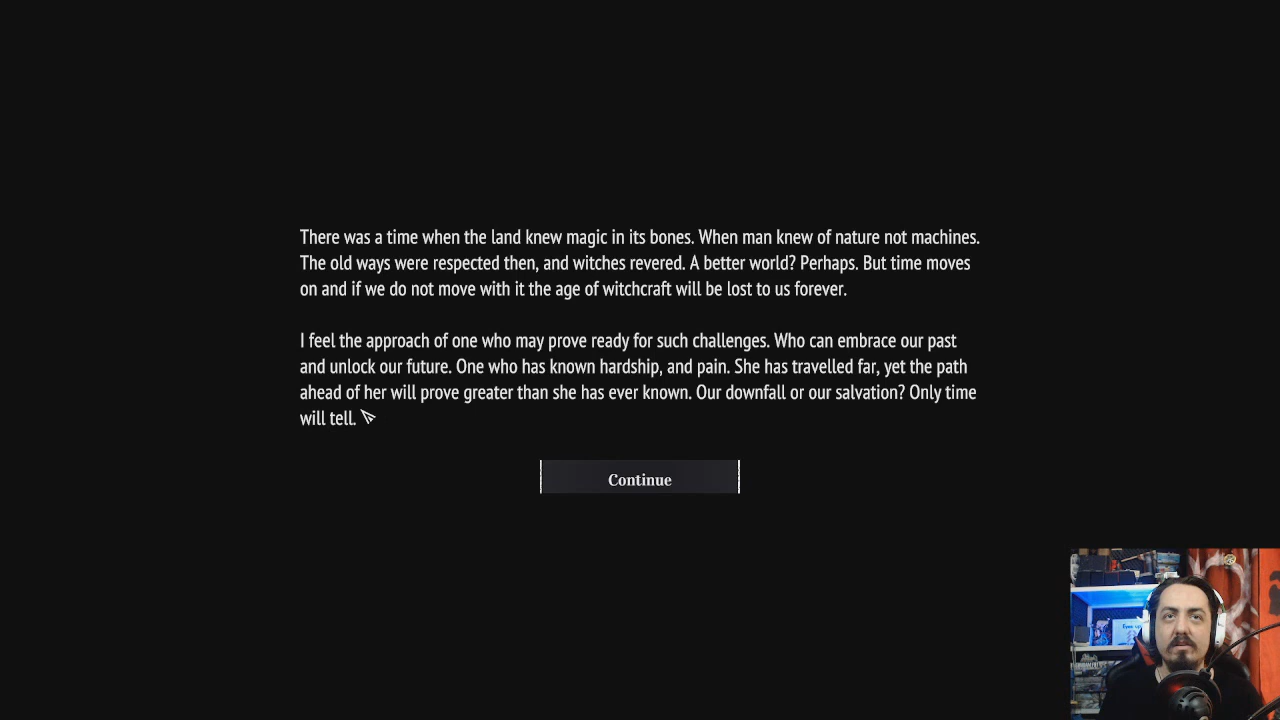 There was a time when the land knew magic in its bones. When man knew of nature not machines.
The old ways were respected then, and witches revered. A better world? Perhaps. But time moves
on and if we do not move with it the age of witchcraft will be lost to us forever.
I feel the approach of one who may prove ready for such challenges. Who can embrace our past
and unlock our future. One who has known hardship, and pain. She has travelled far, yet the path
ahead of her will prove greater than she has ever known. Our downfall or our salvation? Only time
will tell.
Continue